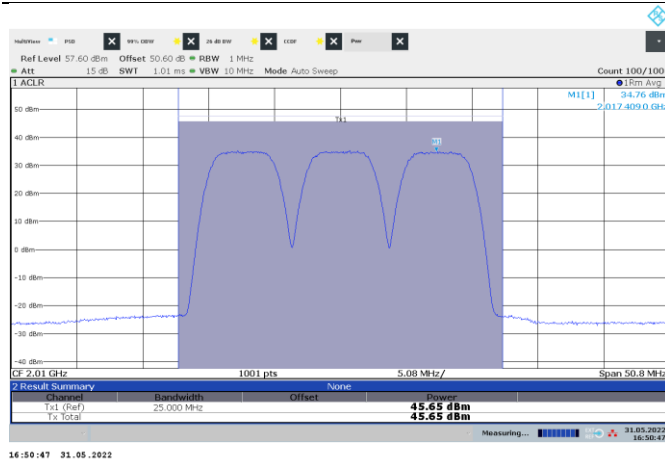 MultiView PSD X 99% OBW X 26 dB BW X CCDF X Pwr X
Ref Level 57.60 dBm Offset 50.60 dB RBW 1 MHz
Att 15 dB SWT 1.01 ms VBW 10 MHz Mode Auto Sweep Count 100/100
1 ACLR 1Rm Avg
M1[1] 34.76 dBm
2.0174090 GHz
Tx1
50 dBm
40 dBm
M1
30 dBm
20 dBm
10 dBm
0 dBm
-10 dBm
-20 dBm
-30 dBm
-40 dBm
CF 2.01 GHz 1001 pts 5.08 MHz/ Span 50.8 MHz
2 Result Summary None
Channel Bandwidth Offset Power
Tx1 (Ref) 25.000 MHz 45.65 dBm
Tx Total 45.65 dBm
Measuring... 31.05.2022
16:50:47
16:50:47 31.05.2022